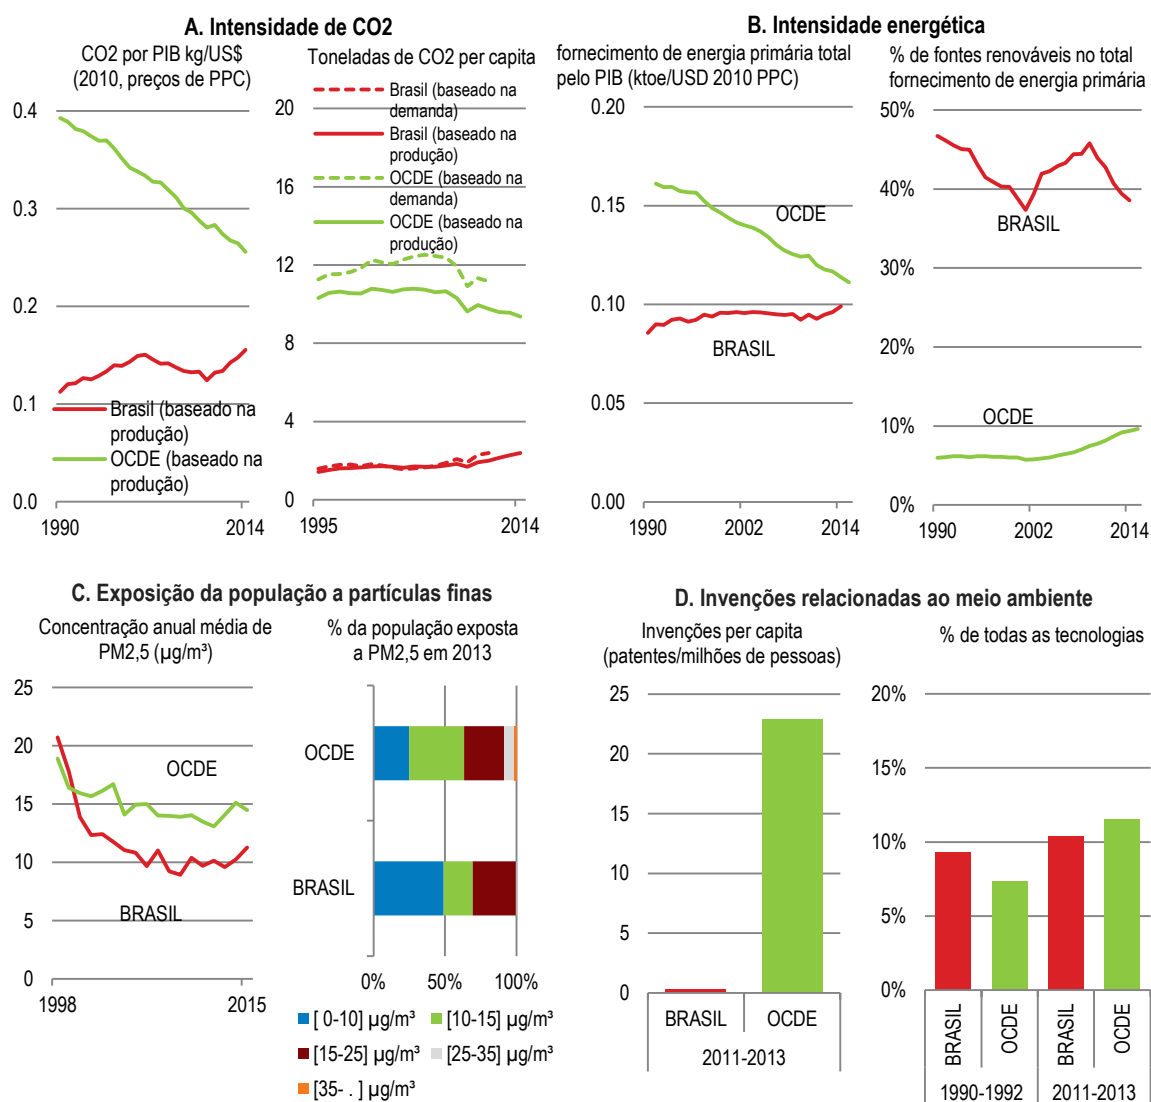 A. Intensidade de CO2
CO2 por PIB kg/US$
(2010, preços de PPC)
0.4
0.3
0.2
0.1
0.0
1990
2014
Brasil (baseado na
produção)
OCDE (baseado na
produção)
Toneladas de CO2 per capita
20
16
12
8
4
0
1995
2014
Brasil (baseado na
demanda)
Brasil (baseado na
produção)
OCDE (baseado na
demanda)
OCDE (baseado na
produção)
B. Intensidade energética
fornecimento de energia primária total
pelo PIB (ktoe/USD 2010 PPC)
0.20
0.15
0.10
0.05
0.00
OCDE
BRASIL
1990
2002
2014
% de fontes renováveis no total
fornecimento de energia primária
50%
40%
30%
20%
10%
0%
BRASIL
OCDE
1990
2002
2014
C. Exposição da população a partículas finas
Concentração anual média de
PM2,5 (µg/m³)
25
20
15
10
5
0
OCDE
BRASIL
1998
2015
% da população exposta
a PM2,5 em 2013
OCDE
BRASIL
0%
50%
100%
[ 0-10] µg/m³
[10-15] µg/m³
[15-25] µg/m³
[25-35] µg/m³
[35- . ] µg/m³
D. Invenções relacionadas ao meio ambiente
Invenções per capita
(patentes/milhões de pessoas)
25
20
15
10
5
0
BRASIL
OCDE
2011-2013
% de todas as tecnologias
20%
15%
10%
5%
0%
BRASIL
OCDE
BRASIL
OCDE
1990-1992
2011-2013